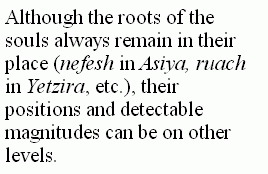 Although the roots of the
souls always remain in their
place (nefesh in Asiya, ruach
in Yetzira, etc.), their
positions and detectable
magnitudes can be on other
levels.